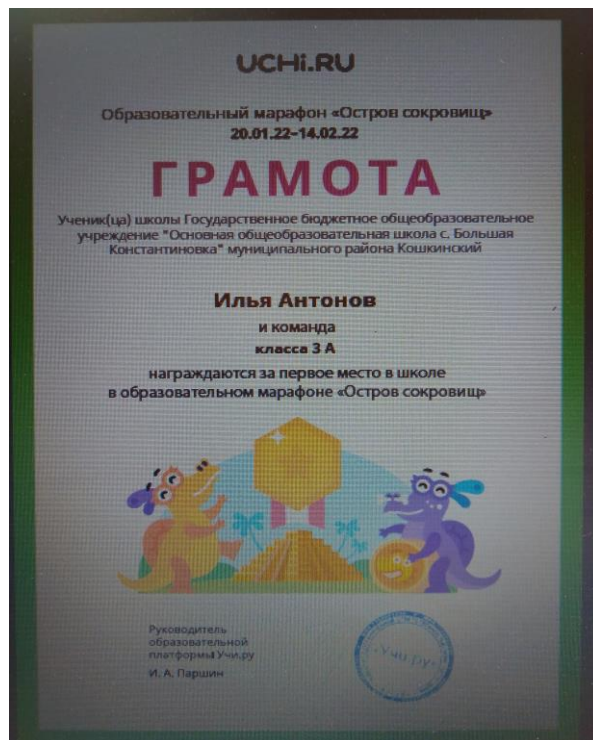 UCHi.RU
Образовательный марафон «Остров сокровищ»
20.01.22–14.02.22
ГРАМОТА
Ученик(ца) школы Государственное бюджетное общеобразовательное
учреждение "Основная общеобразовательная школа с. Большая
Константиновка" муниципального района Кошкинский
Илья Антонов
и команда
класса 3 А
награждаются за первое место в школе
в образовательном марафоне «Остров сокровищ»
Руководитель
образовательной
платформы Учи.ру
И. А. Паршин
«Учи.ру»